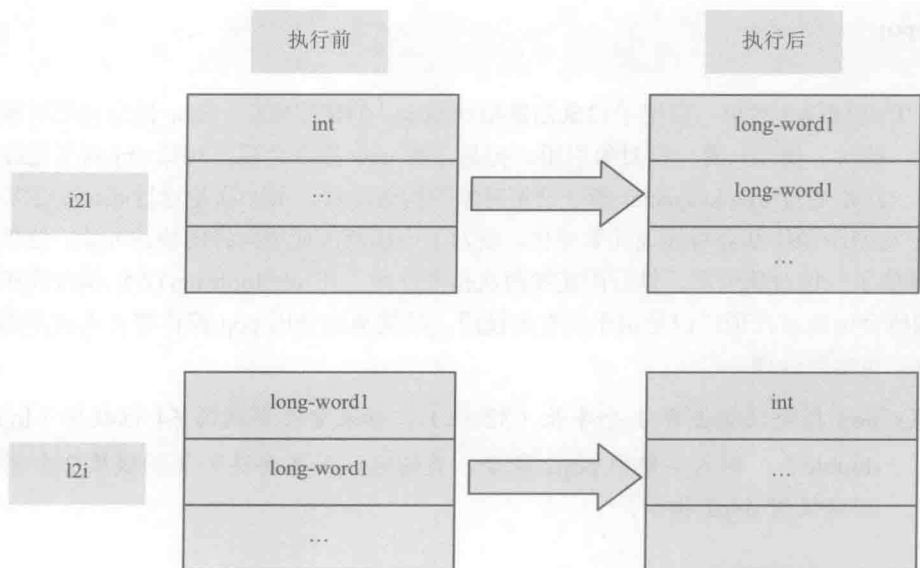 执行前
执行后
i2l
int
…
long-word1
long-word1
…
l2i
long-word1
long-word1
…
int
…